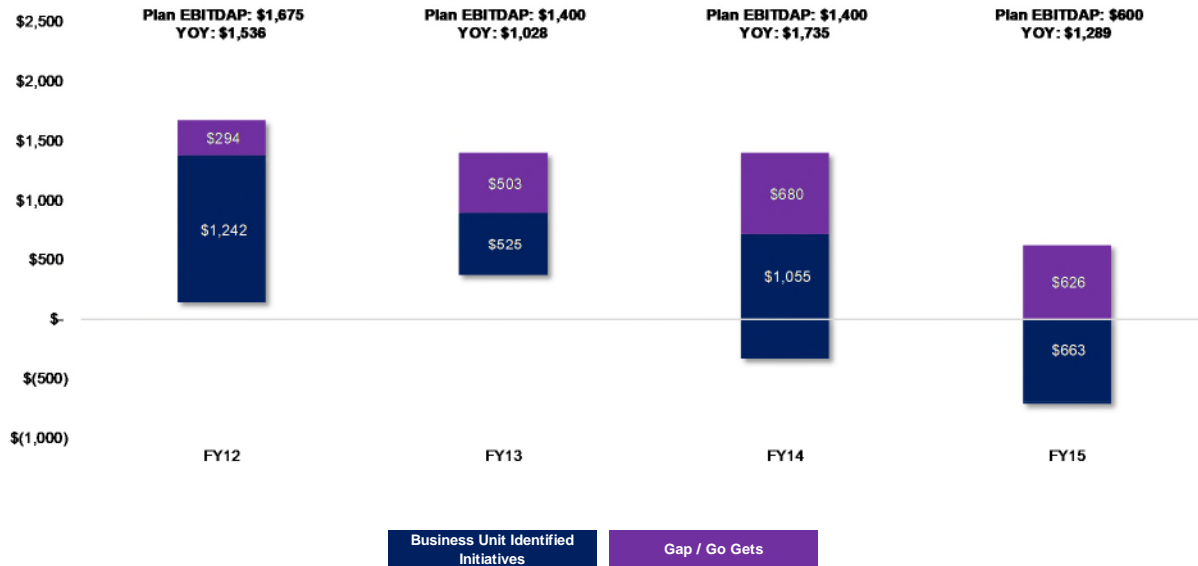 Plan EBITDAP: $1,675
YOY: $1,536
Plan EBITDAP: $1,400
YOY: $1,028
Plan EBITDAP: $1,400
YOY: $1,735
Plan EBITDAP: $600
YOY: $1,289
$2,500
$2,000
$1,500
$1,000
$500
$-
$(500)
$(1,000)
$294
$1,242
$503
$525
$680
$1,055
$626
$663
FY12
FY13
FY14
FY15
Business Unit Identified
Initiatives
Gap / Go Gets